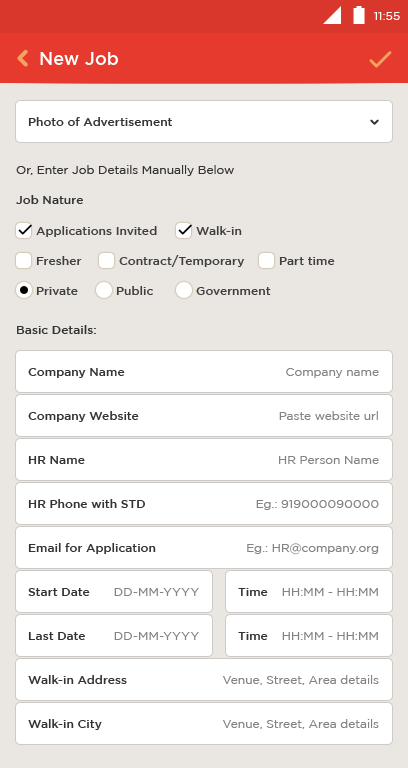 11:55
New Job
Photo of Advertisement
Or, Enter Job Details Manually Below
Job Nature
Applications Invited Walk-in
Fresher Contract/Temporary Part time
Private Public Government
Basic Details:
Company Name Company name
Company Website Paste website url
HR Name HR Person Name
HR Phone with STD Eg.: 919000090000
Email for Application Eg.: HR@company.org
Start Date DD-MM-YYYY Time HH:MM - HH:MM
Last Date DD-MM-YYYY Time HH:MM - HH:MM
Walk-in Address Venue, Street, Area details
Walk-in City Venue, Street, Area details